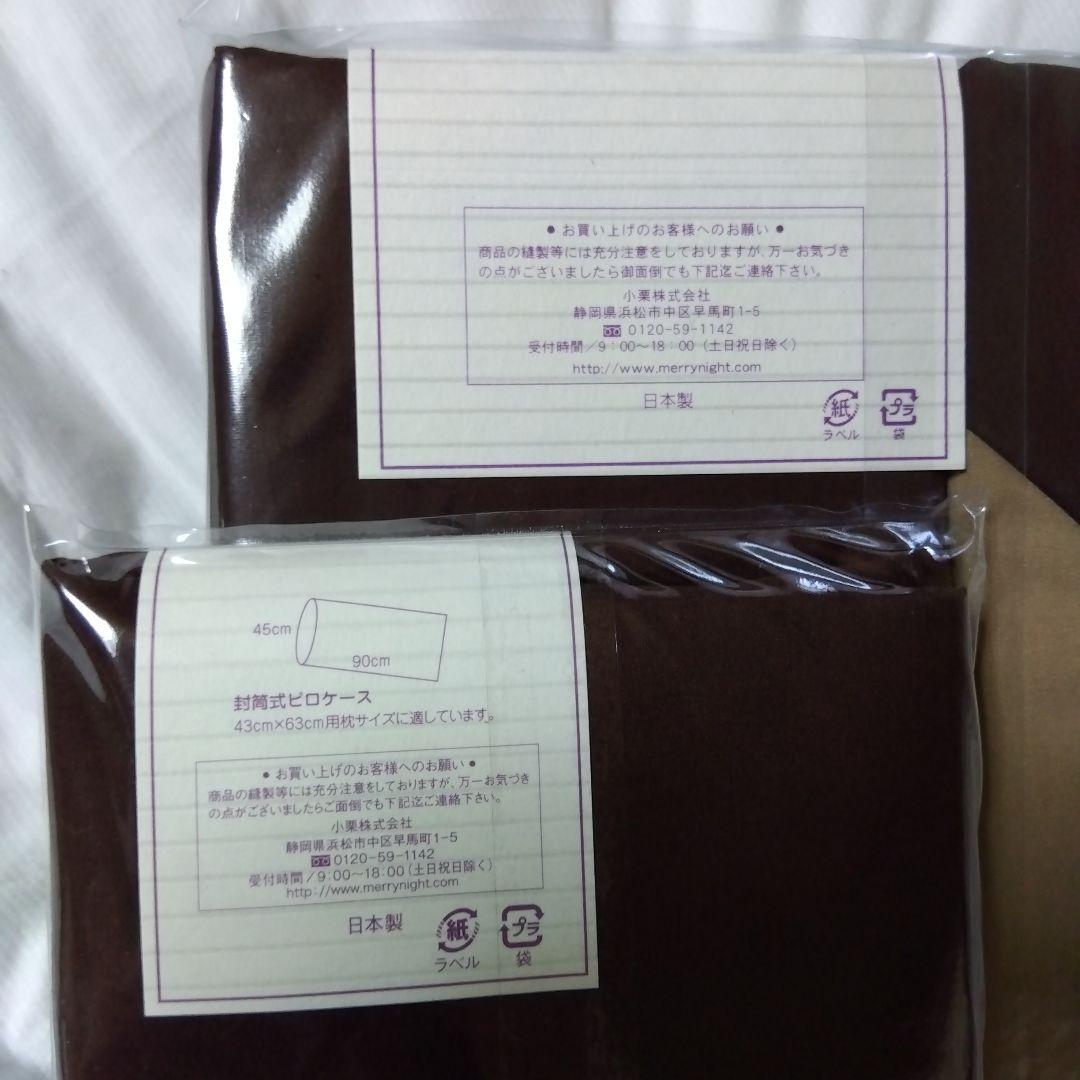 ● お買い上げのお客様へのお願い ●
商品の縫製等には充分注意をしておりますが、万一お気づき
の点がございましたら御面倒でも下記迄ご連絡下さい。
小栗株式会社
静岡県浜松市中区早馬町1-5
0120-59-1142
受付時間/9:00~18:00(土日祝日除く)
http://www.merrynight.com
日本製
紙
ラベル
プラ
袋
45cm
90cm
封筒式ピロケース
43cm×63cm用枕サイズに適しています。
● お買い上げのお客様へのお願い ●
商品の縫製等には充分注意をしておりますが、万一お気づき
の点がございましたらご面倒でも下記迄ご連絡下さい。
小栗株式会社
静岡県浜松市中区早馬町1-5
0120-59-1142
受付時間/9:00~18:00(土日祝日除く)
http://www.merrynight.com
日本製
紙
ラベル
プラ
袋